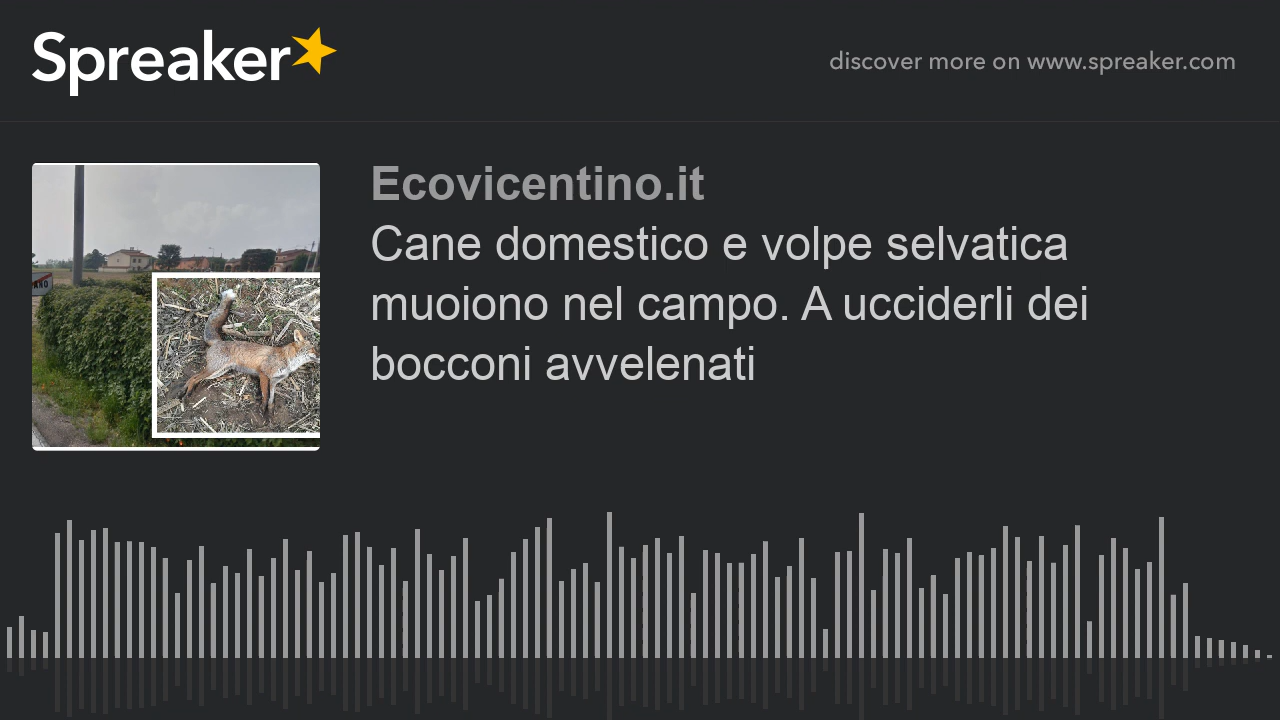 Spreaker
discover more on www.spreaker.com
Ecovicentino.it
Cane domestico e volpe selvatica
muoiono nel campo. A ucciderli dei
bocconi avvelenati